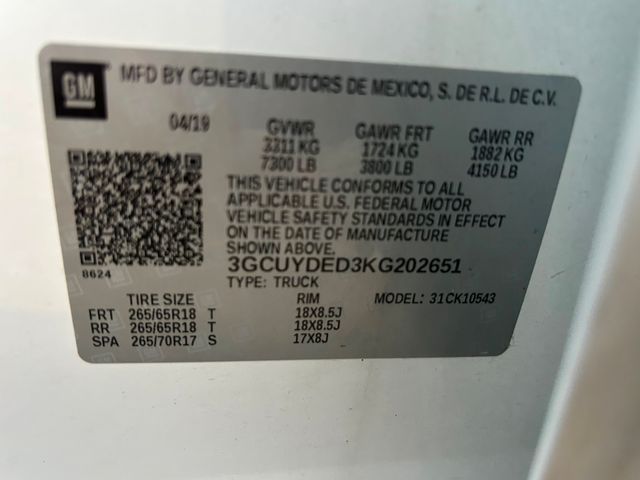 GM
MFD BY GENERAL MOTORS DE MEXICO, S. DE R.L. DE C.V.
04/19 GVWR GAWR FRT GAWR RR
3311 KG 1724 KG 1882 KG
7300 LB 3800 LB 4150 LB
THIS VEHICLE CONFORMS TO ALL
APPLICABLE U.S. FEDERAL MOTOR
VEHICLE SAFETY STANDARDS IN EFFECT
ON THE DATE OF MANUFACTURE
SHOWN ABOVE.
3GCUYDED3KG202651
8624
TYPE: TRUCK
TIRE SIZE RIM MODEL: 31CK10543
FRT 265/65R18 T 18X8.5J
RR 265/65R18 T 18X8.5J
SPA 265/70R17 S 17X8J